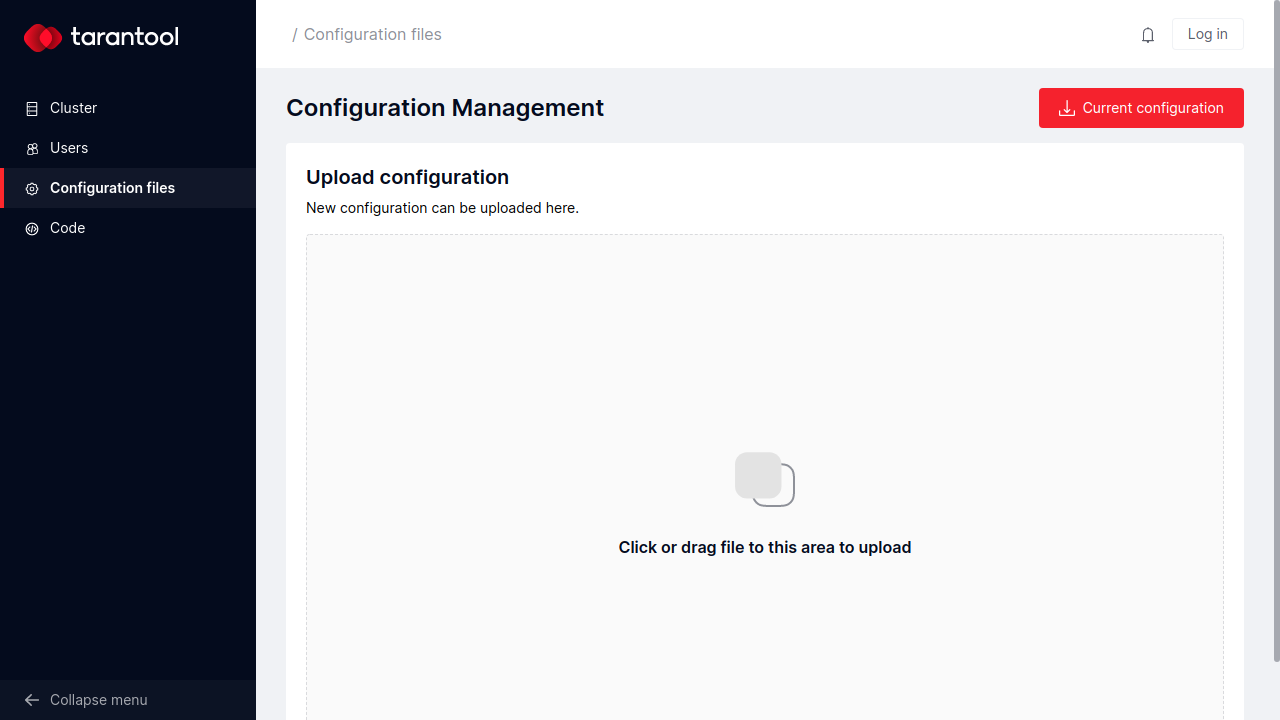 tarantool
/ Configuration files
Log in
Cluster
Users
Configuration files
Code
Configuration Management
Current configuration
Upload configuration
New configuration can be uploaded here.
Click or drag file to this area to upload
Collapse menu